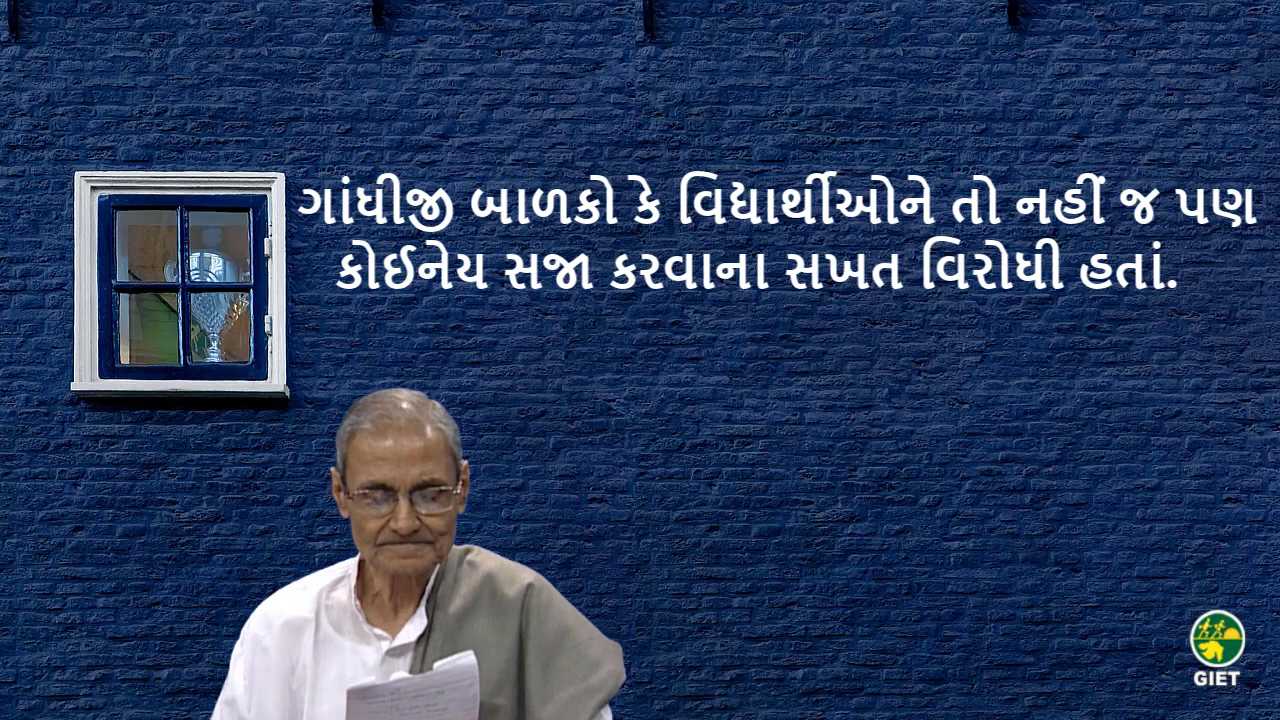 ગાંધીજી બાળકો કે વિદ્યાર્થીઓને તો નહીં જ પણ
કોઈનેય સજા કરવાના સખત વિરોધી હતાં.
GIET